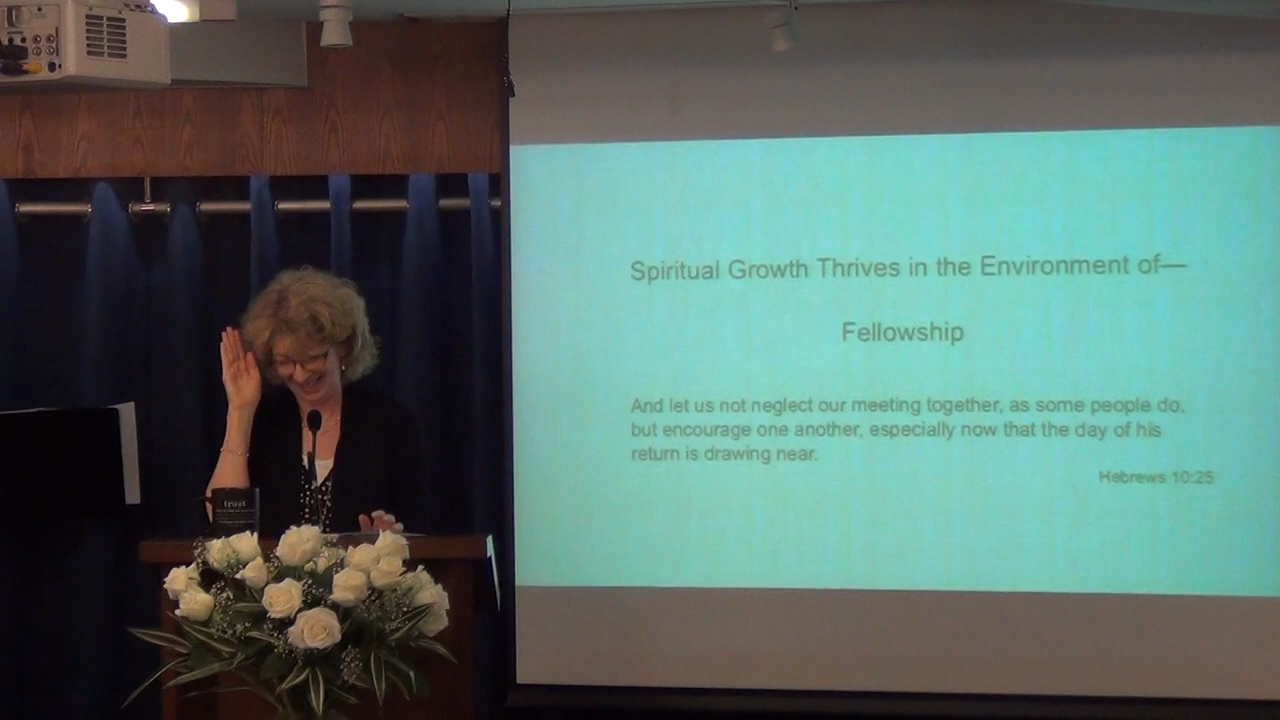 Spiritual Growth Thrives in the Environment of—
Fellowship
And let us not neglect our meeting together, as some people do,
but encourage one another, especially now that the day of his
return is drawing near.
Hebrews 10:25
trust